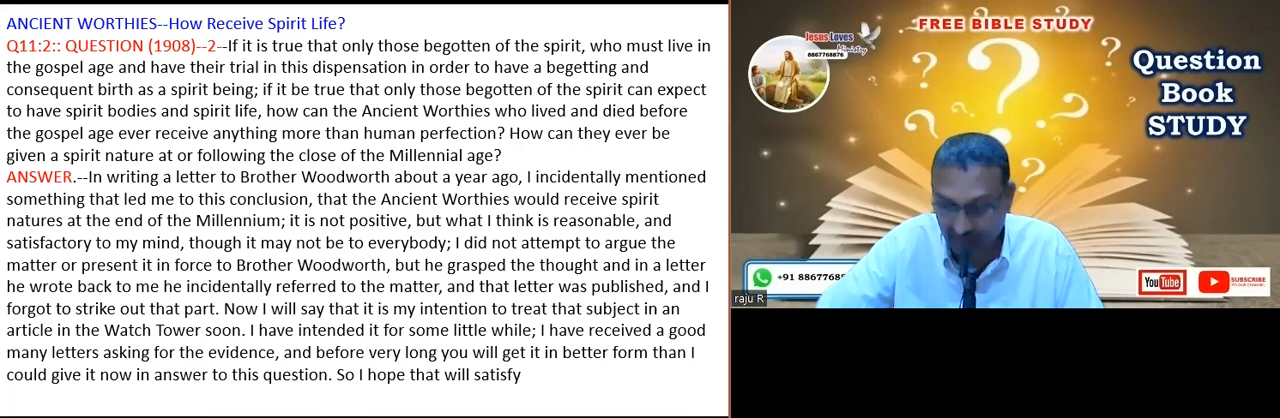 ANCIENT WORTHIES--How Receive Spirit Life?
Q11:2:: QUESTION (1908)--2--If it is true that only those begotten of the spirit, who must live in
the gospel age and have their trial in this dispensation in order to have a begetting and
consequent birth as a spirit being; if it be true that only those begotten of the spirit can expect
to have spirit bodies and spirit life, how can the Ancient Worthies who lived and died before
the gospel age ever receive anything more than human perfection? How can they ever be
given a spirit nature at or following the close of the Millennial age?
ANSWER.--In writing a letter to Brother Woodworth about a year ago, I incidentally mentioned
something that led me to this conclusion, that the Ancient Worthies would receive spirit
natures at the end of the Millennium; it is not positive, but what I think is reasonable, and
satisfactory to my mind, though it may not be to everybody; I did not attempt to argue the
matter or present it in force to Brother Woodworth, but he grasped the thought and in a letter
he wrote back to me he incidentally referred to the matter, and that letter was published, and I
forgot to strike out that part. Now I will say that it is my intention to treat that subject in an
article in the Watch Tower soon. I have intended it for some little while; I have received a good
many letters asking for the evidence, and before very long you will get it in better form than I
could give it now in answer to this question. So I hope that will satisfy
FREE BIBLE STUDY
Jesus Loves
Ministry
8867768876
Question
Book
STUDY
+91 8867768
YouTube
SUBSCRIBE
TO OUR CHANNEL
raju R